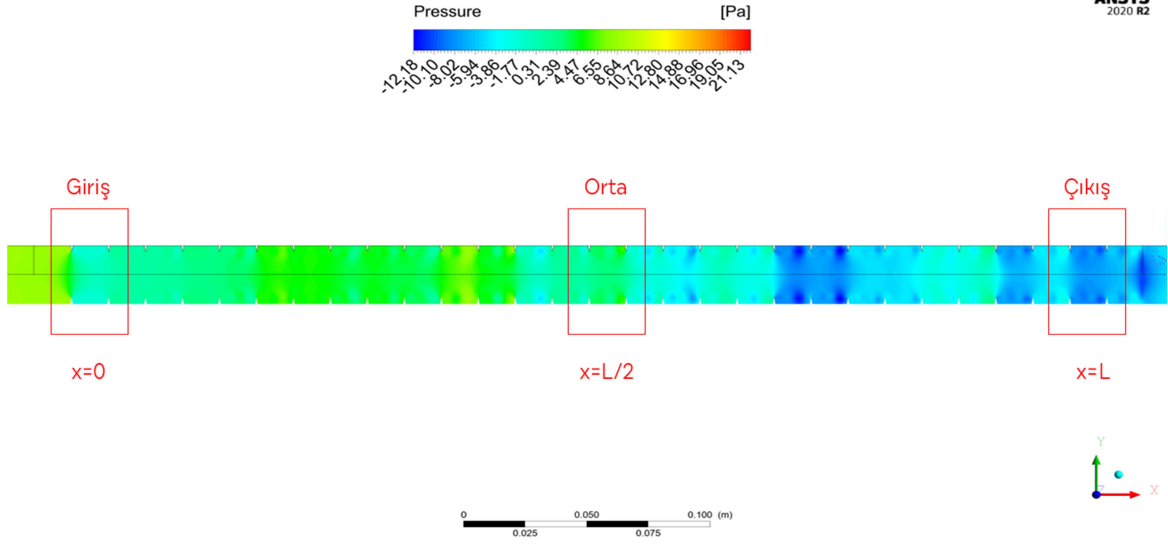 ANSYS
2020 R2
Pressure [Pa]
-12.18 -10.10 -8.02 -5.94 -3.86 -1.77 0.31 2.39 4.47 6.55 8.64 10.72 12.80 14.88 16.96 19.05 21.13
Giriş Orta Çıkış
x=0 x=L/2 x=L
Y
Z X
0 0.050 0.100 (m)
0.025 0.075